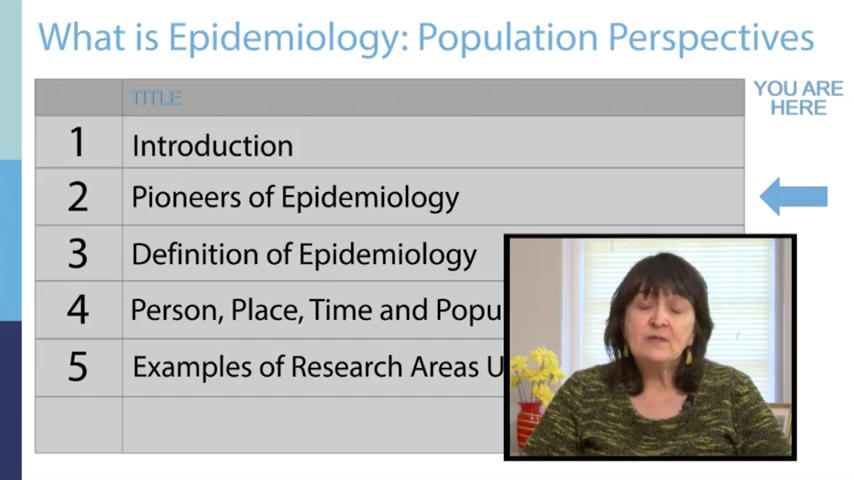 What is Epidemiology: Population Perspectives
TITLE
YOU ARE
HERE
1 Introduction
2 Pioneers of Epidemiology
3 Definition of Epidemiology
4 Person, Place, Time and
5 Examples of Research Areas